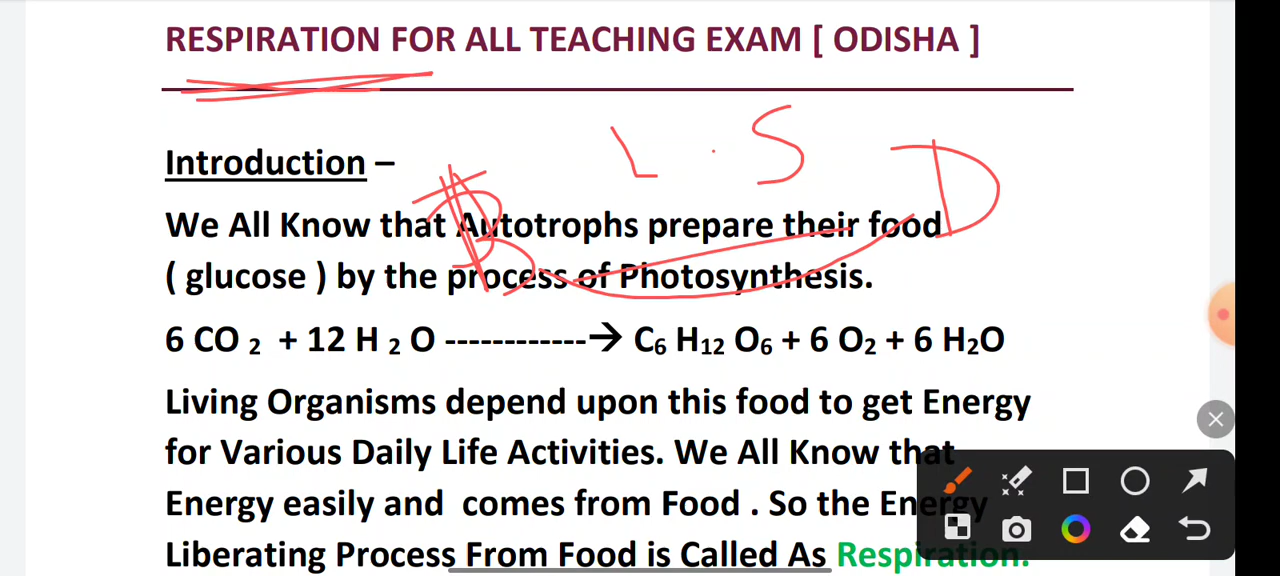 RESPIRATION FOR ALL TEACHING EXAM [ ODISHA ]
L S D
Introduction –
We All Know that Autotrophs prepare their food
( glucose ) by the process of Photosynthesis.
6 CO 2 + 12 H 2 O ------------→ C6 H12 O6 + 6 O2 + 6 H2O
Living Organisms depend upon this food to get Energy
for Various Daily Life Activities. We All Know that
Energy easily and comes from Food . So the Energy
Liberating Process From Food is Called As Respiration.